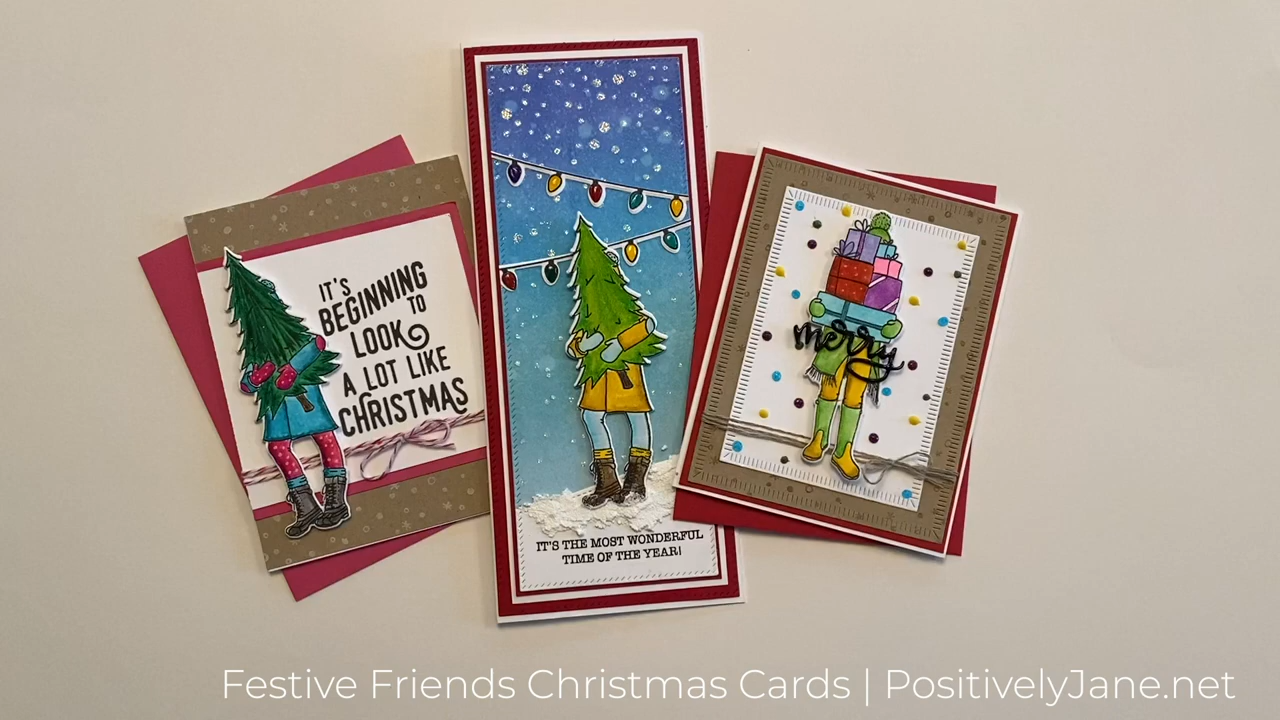 IT'S
BEGINNING
TO
LOOK
A LOT LIKE
CHRISTMAS
IT'S THE MOST WONDERFUL
TIME OF THE YEAR!
merry
Festive Friends Christmas Cards | PositivelyJane.net